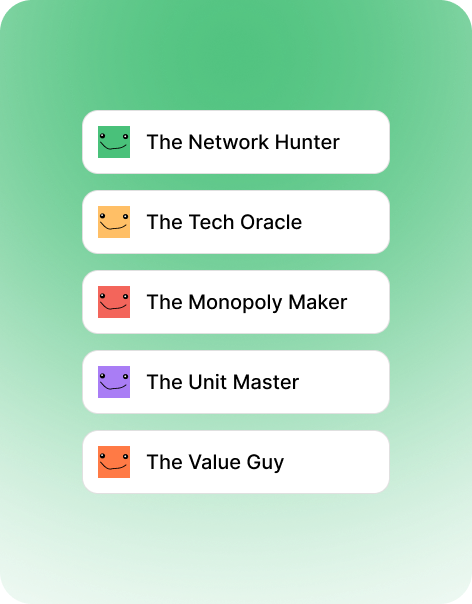 The Network Hunter
The Tech Oracle
The Monopoly Maker
The Unit Master
The Value Guy